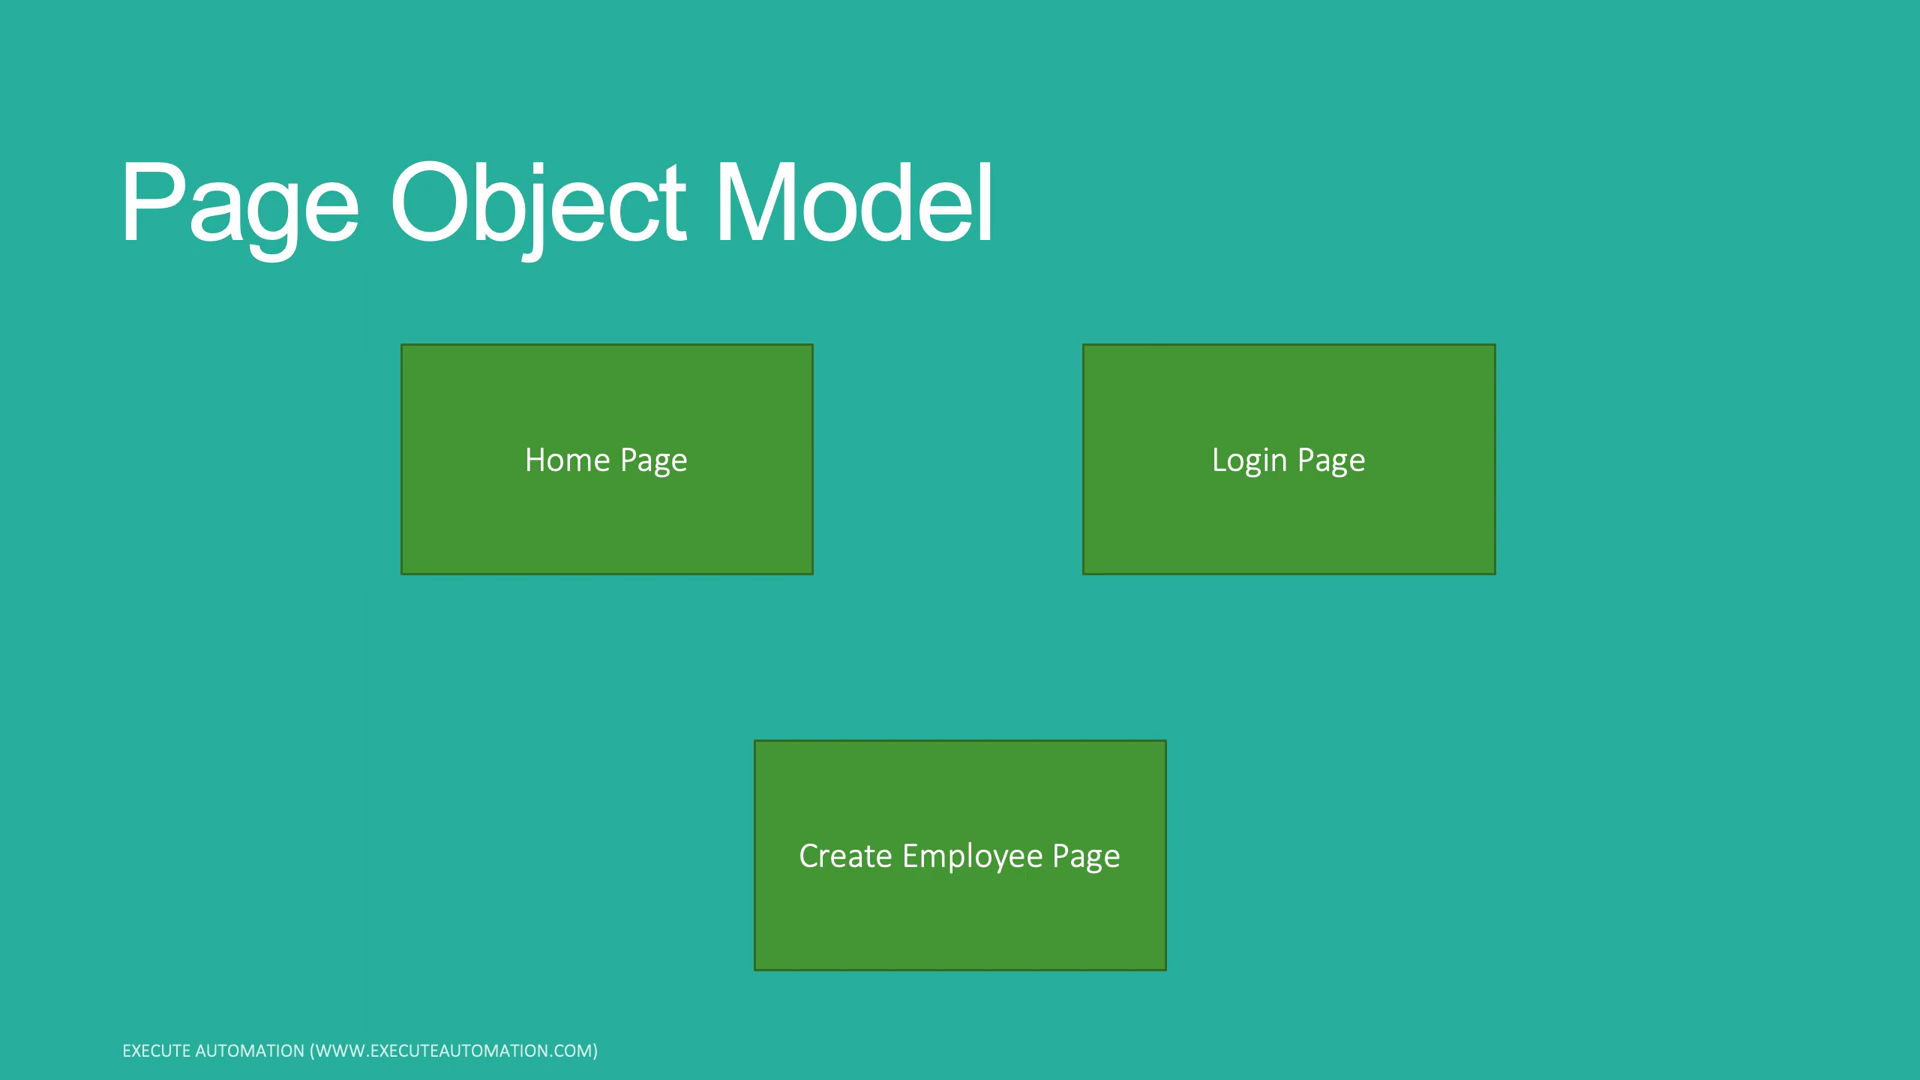 Page Object Model
Home Page
Login Page
Create Employee Page
EXECUTE AUTOMATION (WWW.EXECUTEAUTOMATION.COM)